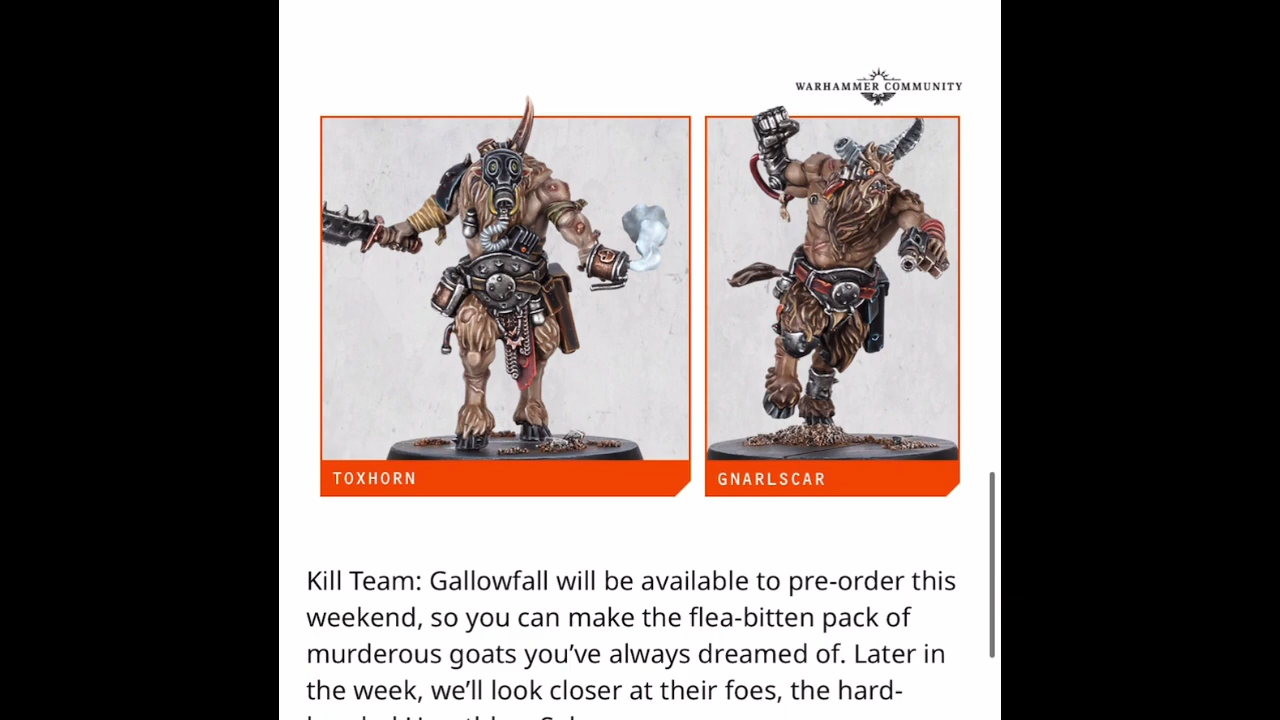 WARHAMMER COMMUNITY
TOXHORN
GNARLSCAR
Kill Team: Gallowfall will be available to pre-order this
weekend, so you can make the flea-bitten pack of
murderous goats you’ve always dreamed of. Later in
the week, we’ll look closer at their foes, the hard-